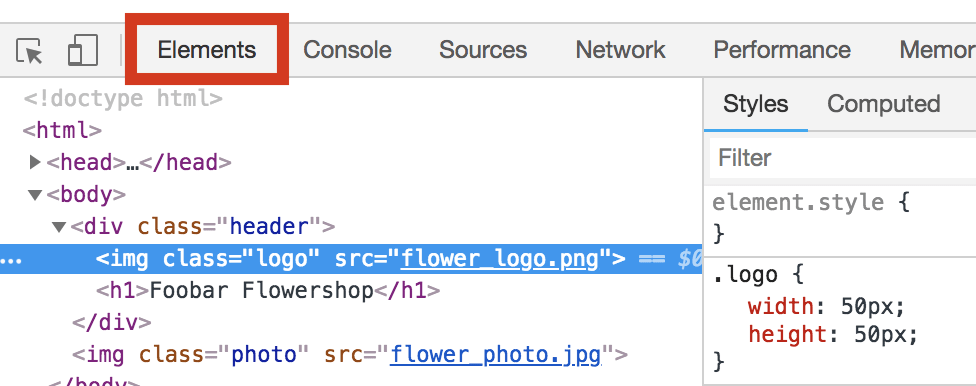 Elements Console Sources Network Performance Memor
<!doctype html>
<html>
<head>…</head>
<body>
<div class="header">
… <img class="logo" src="flower_logo.png"> == $0
<h1>Foobar Flowershop</h1>
</div>
<img class="photo" src="flower_photo.jpg">
</body>
Styles Computed
Filter
element.style {
}
.logo {
width: 50px;
height: 50px;
}